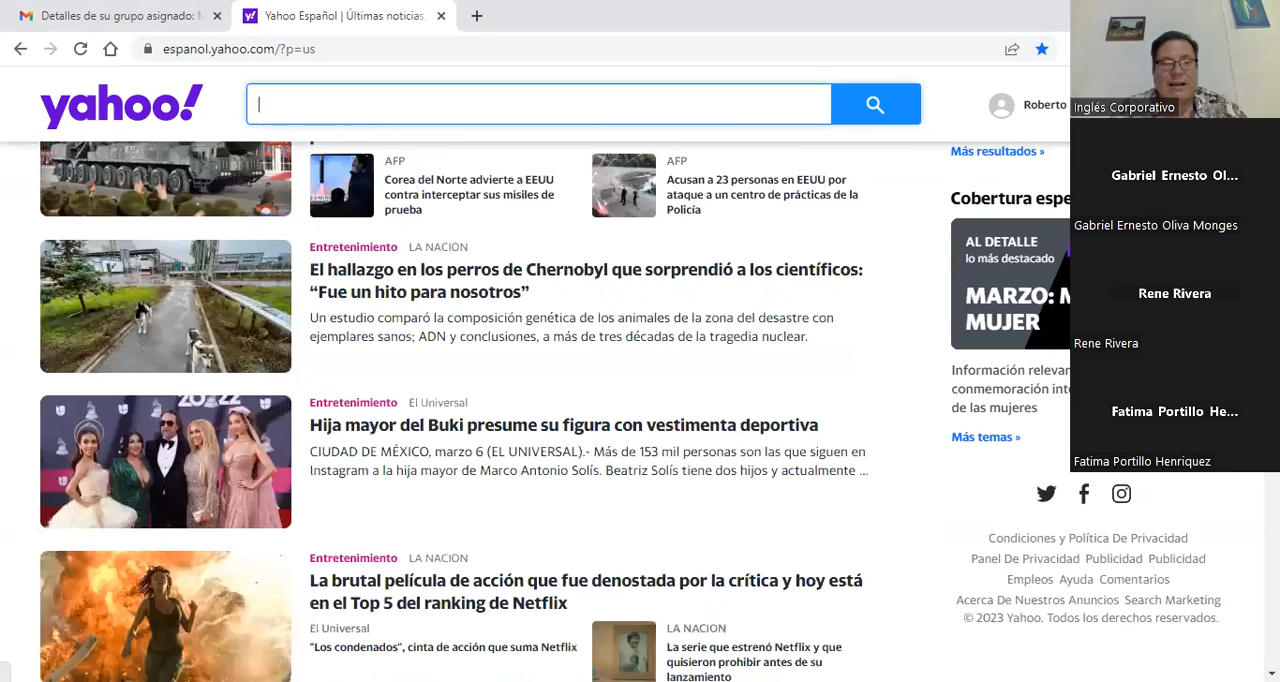 Detalles de su grupo asignado: M
Yahoo Español | Últimas noticias,
espanol.yahoo.com/?p=us
yahoo!
Roberto
AFP
Corea del Norte advierte a EEUU
contra interceptar sus misiles de
prueba
AFP
Acusan a 23 personas en EEUU por
ataque a un centro de prácticas de la
Policía
Entretenimiento LA NACION
El hallazgo en los perros de Chernobyl que sorprendió a los científicos:
“Fue un hito para nosotros”
Un estudio comparó la composición genética de los animales de la zona del desastre con
ejemplares sanos; ADN y conclusiones, a más de tres décadas de la tragedia nuclear.
Entretenimiento El Universal
Hija mayor del Buki presume su figura con vestimenta deportiva
CIUDAD DE MÉXICO, marzo 6 (EL UNIVERSAL).- Más de 153 mil personas son las que siguen en
Instagram a la hija mayor de Marco Antonio Solís. Beatriz Solís tiene dos hijos y actualmente ...
Entretenimiento LA NACION
La brutal película de acción que fue denostada por la crítica y hoy está
en el Top 5 del ranking de Netflix
El Universal
"Los condenados", cinta de acción que suma Netflix
LA NACION
La serie que estrenó Netflix y que
quisieron prohibir antes de su
lanzamiento
Más resultados »
Cobertura espe
AL DETALLE
lo más destacado
MARZO: M
MUJER
Información relevan
conmemoración inte
de las mujeres
Más temas »
Condiciones y Política De Privacidad
Panel De Privacidad Publicidad Publicidad
Empleos Ayuda Comentarios
Acerca De Nuestros Anuncios Search Marketing
© 2023 Yahoo. Todos los derechos reservados.
Inglés Corporativo
Gabriel Ernesto Ol...
Gabriel Ernesto Oliva Monges
Rene Rivera
Rene Rivera
Fatima Portillo He...
Fatima Portillo Henriquez